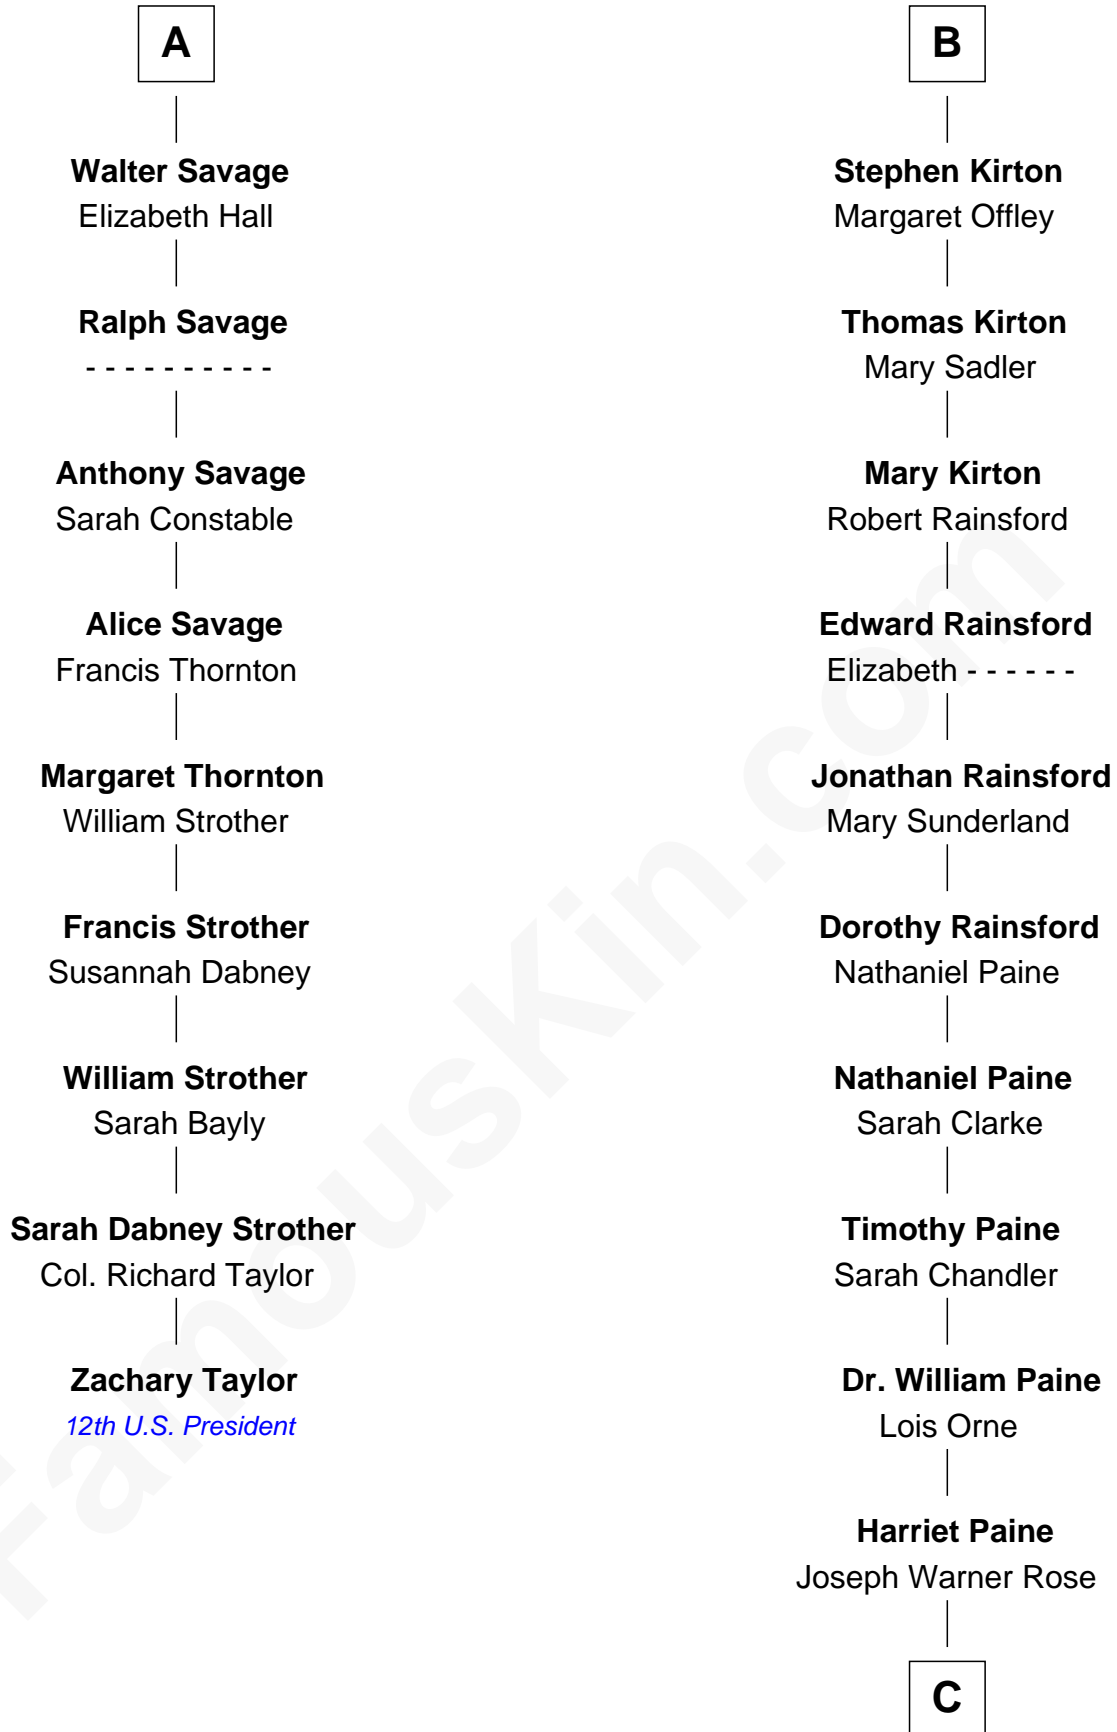 A
Walter Savage
Elizabeth Hall
Ralph Savage
- - - - - - - - - -
Anthony Savage
Sarah Constable
Alice Savage
Francis Thornton
Margaret Thornton
William Strother
Francis Strother
Susannah Dabney
William Strother
Sarah Bayly
Sarah Dabney Strother
Col. Richard Taylor
Zachary Taylor
12th U.S. President
B
Stephen Kirton
Margaret Offley
Thomas Kirton
Mary Sadler
Mary Kirton
Robert Rainsford
Edward Rainsford
Elizabeth - - - - - -
Jonathan Rainsford
Mary Sunderland
Dorothy Rainsford
Nathaniel Paine
Nathaniel Paine
Sarah Clarke
Timothy Paine
Sarah Chandler
Dr. William Paine
Lois Orne
Harriet Paine
Joseph Warner Rose
C
FamousKin.com